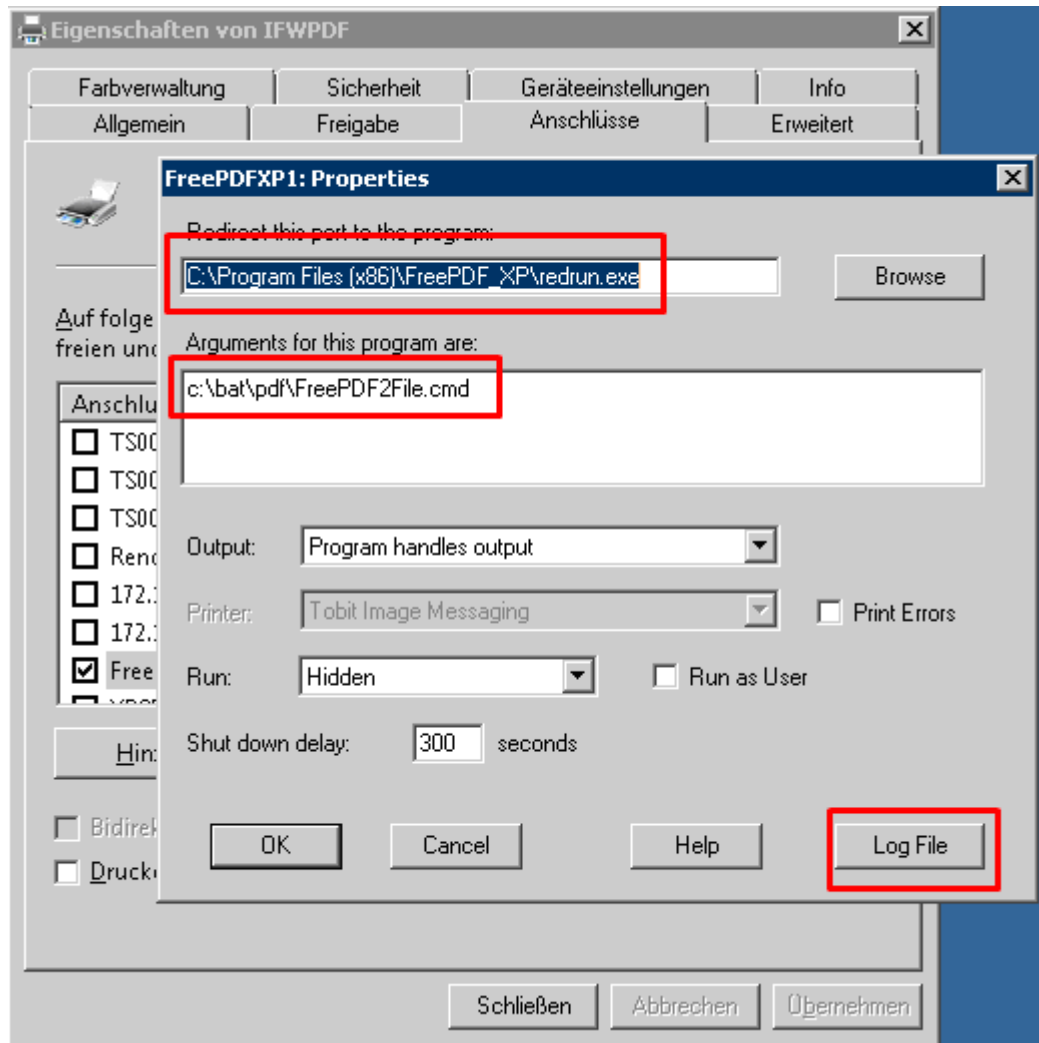 Eigenschaften von IFWPDF
Farbverwaltung
Sicherheit
Geräteeinstellungen
Info
Allgemein
Freigabe
Anschlüsse
Erweitert
FreePDFXP1: Properties
Redirect this port to the program:
C:\Program Files (x86)\FreePDF_XP\redrun.exe
Browse
Auf folge
freien und
Arguments for this program are:
c:\bat\pdf\FreePDF2File.cmd
Anschlu
TS00
TS00
TS00
Rend
172.
172.
Free
Output:
Program handles output
Printer:
Tobit Image Messaging
Print Errors
Run:
Hidden
Run as User
Shut down delay:
300
seconds
Hin
Bidirek
Drucke
OK
Cancel
Help
Log File
Schließen
Abbrechen
Übernehmen